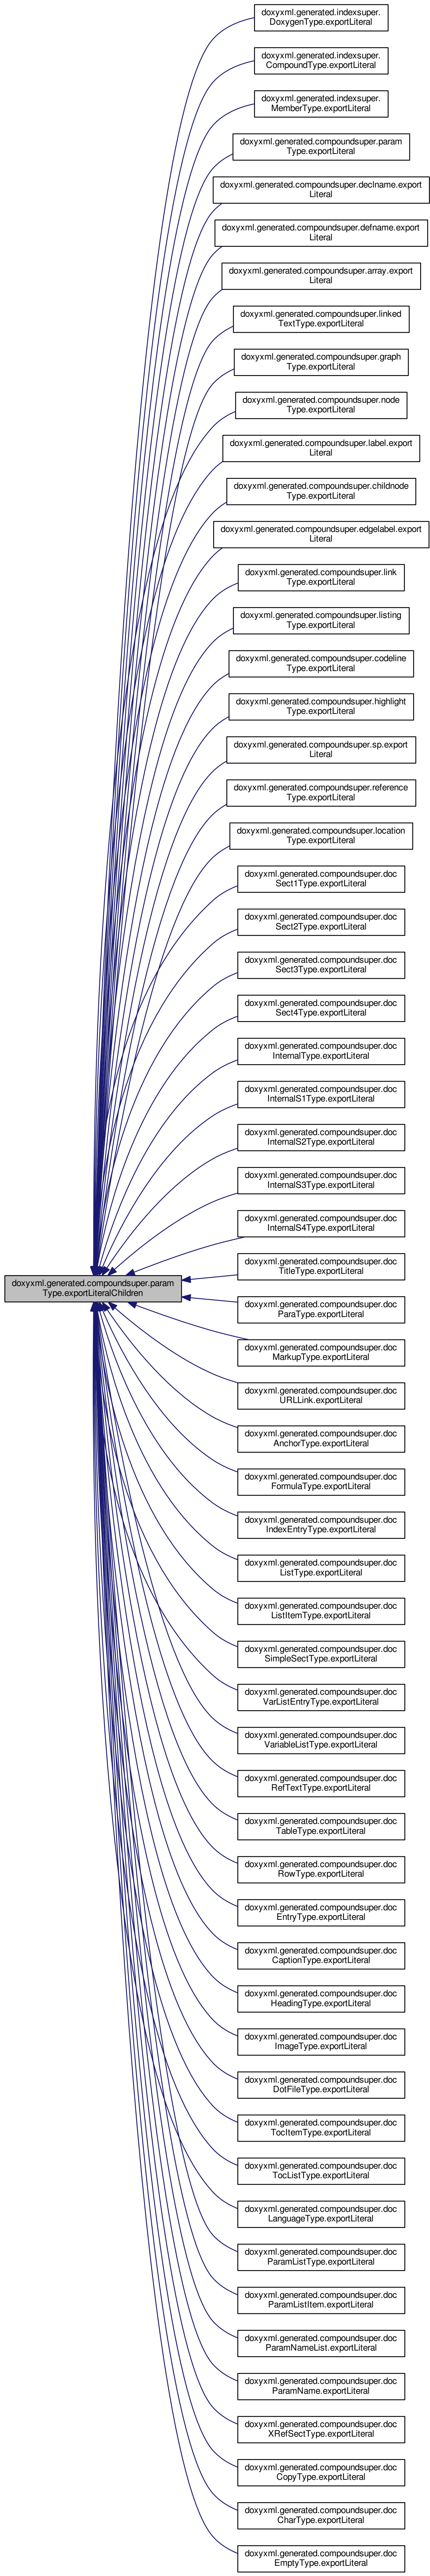 doxyxml.generated.indexsuper.
DoxygenType.exportLiteral
doxyxml.generated.indexsuper.
CompoundType.exportLiteral
doxyxml.generated.indexsuper.
MemberType.exportLiteral
doxyxml.generated.compoundsuper.param
Type.exportLiteral
doxyxml.generated.compoundsuper.declname.export
Literal
doxyxml.generated.compoundsuper.defname.export
Literal
doxyxml.generated.compoundsuper.array.export
Literal
doxyxml.generated.compoundsuper.linked
TextType.exportLiteral
doxyxml.generated.compoundsuper.graph
Type.exportLiteral
doxyxml.generated.compoundsuper.node
Type.exportLiteral
doxyxml.generated.compoundsuper.label.export
Literal
doxyxml.generated.compoundsuper.childnode
Type.exportLiteral
doxyxml.generated.compoundsuper.edgelabel.export
Literal
doxyxml.generated.compoundsuper.link
Type.exportLiteral
doxyxml.generated.compoundsuper.listing
Type.exportLiteral
doxyxml.generated.compoundsuper.codeline
Type.exportLiteral
doxyxml.generated.compoundsuper.highlight
Type.exportLiteral
doxyxml.generated.compoundsuper.sp.export
Literal
doxyxml.generated.compoundsuper.reference
Type.exportLiteral
doxyxml.generated.compoundsuper.location
Type.exportLiteral
doxyxml.generated.compoundsuper.doc
Sect1Type.exportLiteral
doxyxml.generated.compoundsuper.doc
Sect2Type.exportLiteral
doxyxml.generated.compoundsuper.doc
Sect3Type.exportLiteral
doxyxml.generated.compoundsuper.doc
Sect4Type.exportLiteral
doxyxml.generated.compoundsuper.doc
InternalType.exportLiteral
doxyxml.generated.compoundsuper.doc
InternalS1Type.exportLiteral
doxyxml.generated.compoundsuper.doc
InternalS2Type.exportLiteral
doxyxml.generated.compoundsuper.doc
InternalS3Type.exportLiteral
doxyxml.generated.compoundsuper.doc
InternalS4Type.exportLiteral
doxyxml.generated.compoundsuper.doc
TitleType.exportLiteral
doxyxml.generated.compoundsuper.param
Type.exportLiteralChildren
doxyxml.generated.compoundsuper.doc
ParaType.exportLiteral
doxyxml.generated.compoundsuper.doc
MarkupType.exportLiteral
doxyxml.generated.compoundsuper.doc
URLLink.exportLiteral
doxyxml.generated.compoundsuper.doc
AnchorType.exportLiteral
doxyxml.generated.compoundsuper.doc
FormulaType.exportLiteral
doxyxml.generated.compoundsuper.doc
IndexEntryType.exportLiteral
doxyxml.generated.compoundsuper.doc
ListType.exportLiteral
doxyxml.generated.compoundsuper.doc
ListItemType.exportLiteral
doxyxml.generated.compoundsuper.doc
SimpleSectType.exportLiteral
doxyxml.generated.compoundsuper.doc
VarListEntryType.exportLiteral
doxyxml.generated.compoundsuper.doc
VariableListType.exportLiteral
doxyxml.generated.compoundsuper.doc
RefTextType.exportLiteral
doxyxml.generated.compoundsuper.doc
TableType.exportLiteral
doxyxml.generated.compoundsuper.doc
RowType.exportLiteral
doxyxml.generated.compoundsuper.doc
EntryType.exportLiteral
doxyxml.generated.compoundsuper.doc
CaptionType.exportLiteral
doxyxml.generated.compoundsuper.doc
HeadingType.exportLiteral
doxyxml.generated.compoundsuper.doc
ImageType.exportLiteral
doxyxml.generated.compoundsuper.doc
DotFileType.exportLiteral
doxyxml.generated.compoundsuper.doc
TocItemType.exportLiteral
doxyxml.generated.compoundsuper.doc
TocListType.exportLiteral
doxyxml.generated.compoundsuper.doc
LanguageType.exportLiteral
doxyxml.generated.compoundsuper.doc
ParamListType.exportLiteral
doxyxml.generated.compoundsuper.doc
ParamListItem.exportLiteral
doxyxml.generated.compoundsuper.doc
ParamNameList.exportLiteral
doxyxml.generated.compoundsuper.doc
ParamName.exportLiteral
doxyxml.generated.compoundsuper.doc
XRefSectType.exportLiteral
doxyxml.generated.compoundsuper.doc
CopyType.exportLiteral
doxyxml.generated.compoundsuper.doc
CharType.exportLiteral
doxyxml.generated.compoundsuper.doc
EmptyType.exportLiteral